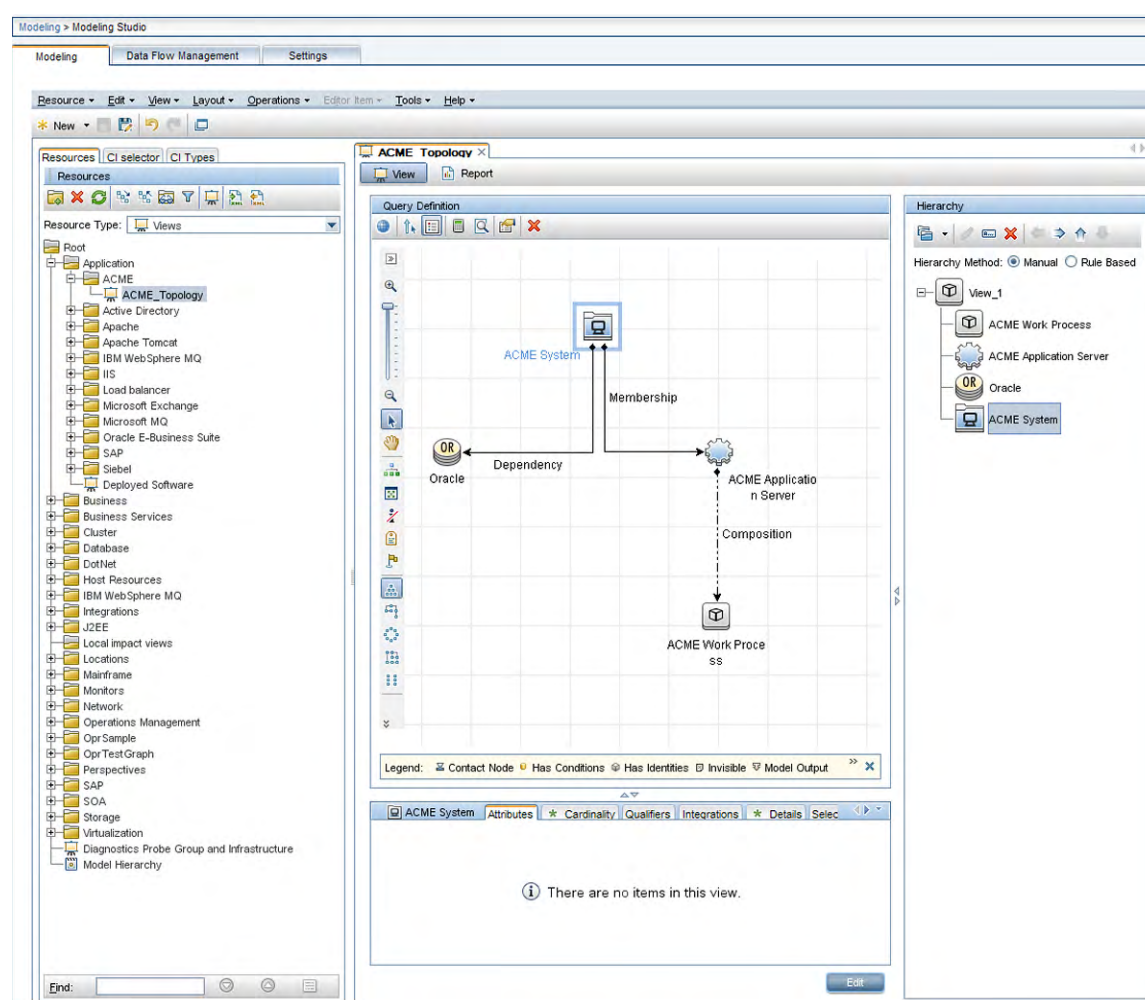 Modeling > Modeling Studio
Modeling Data Flow Management Settings
Resource Edit View Layout Operations Editor Item Tools Help
New
Resources CI selector CI Types
Resources
Resource Type: Views
Root
Application
ACME
ACME_Topology
Active Directory
Apache
Apache Tomcat
IBM WebSphere MQ
IIS
Load balancer
Microsoft Exchange
Microsoft MQ
Oracle E-Business Suite
SAP
Siebel
Deployed Software
Business
Business Services
Cluster
Database
DotNet
Host Resources
IBM WebSphere MQ
Integrations
J2EE
Local impact views
Locations
Mainframe
Monitors
Network
Operations Management
OprSample
OprTestGraph
Perspectives
SAP
SOA
Storage
Virtualization
Diagnostics Probe Group and Infrastructure
Model Hierarchy
Find:
ACME_Topology
View Report
Query Definition
ACME System
Membership
OR
Dependency
Oracle
ACME Applicatio
n Server
Composition
ACME Work Proce
ss
Legend: Contact Node Has Conditions Has Identities Invisible Model Output
ACME System Attributes * Cardinality Qualifiers Integrations * Details Selec
There are no items in this view.
Edit
Hierarchy
Hierarchy Method: Manual Rule Based
View_1
ACME Work Process
ACME Application Server
OR
Oracle
ACME System